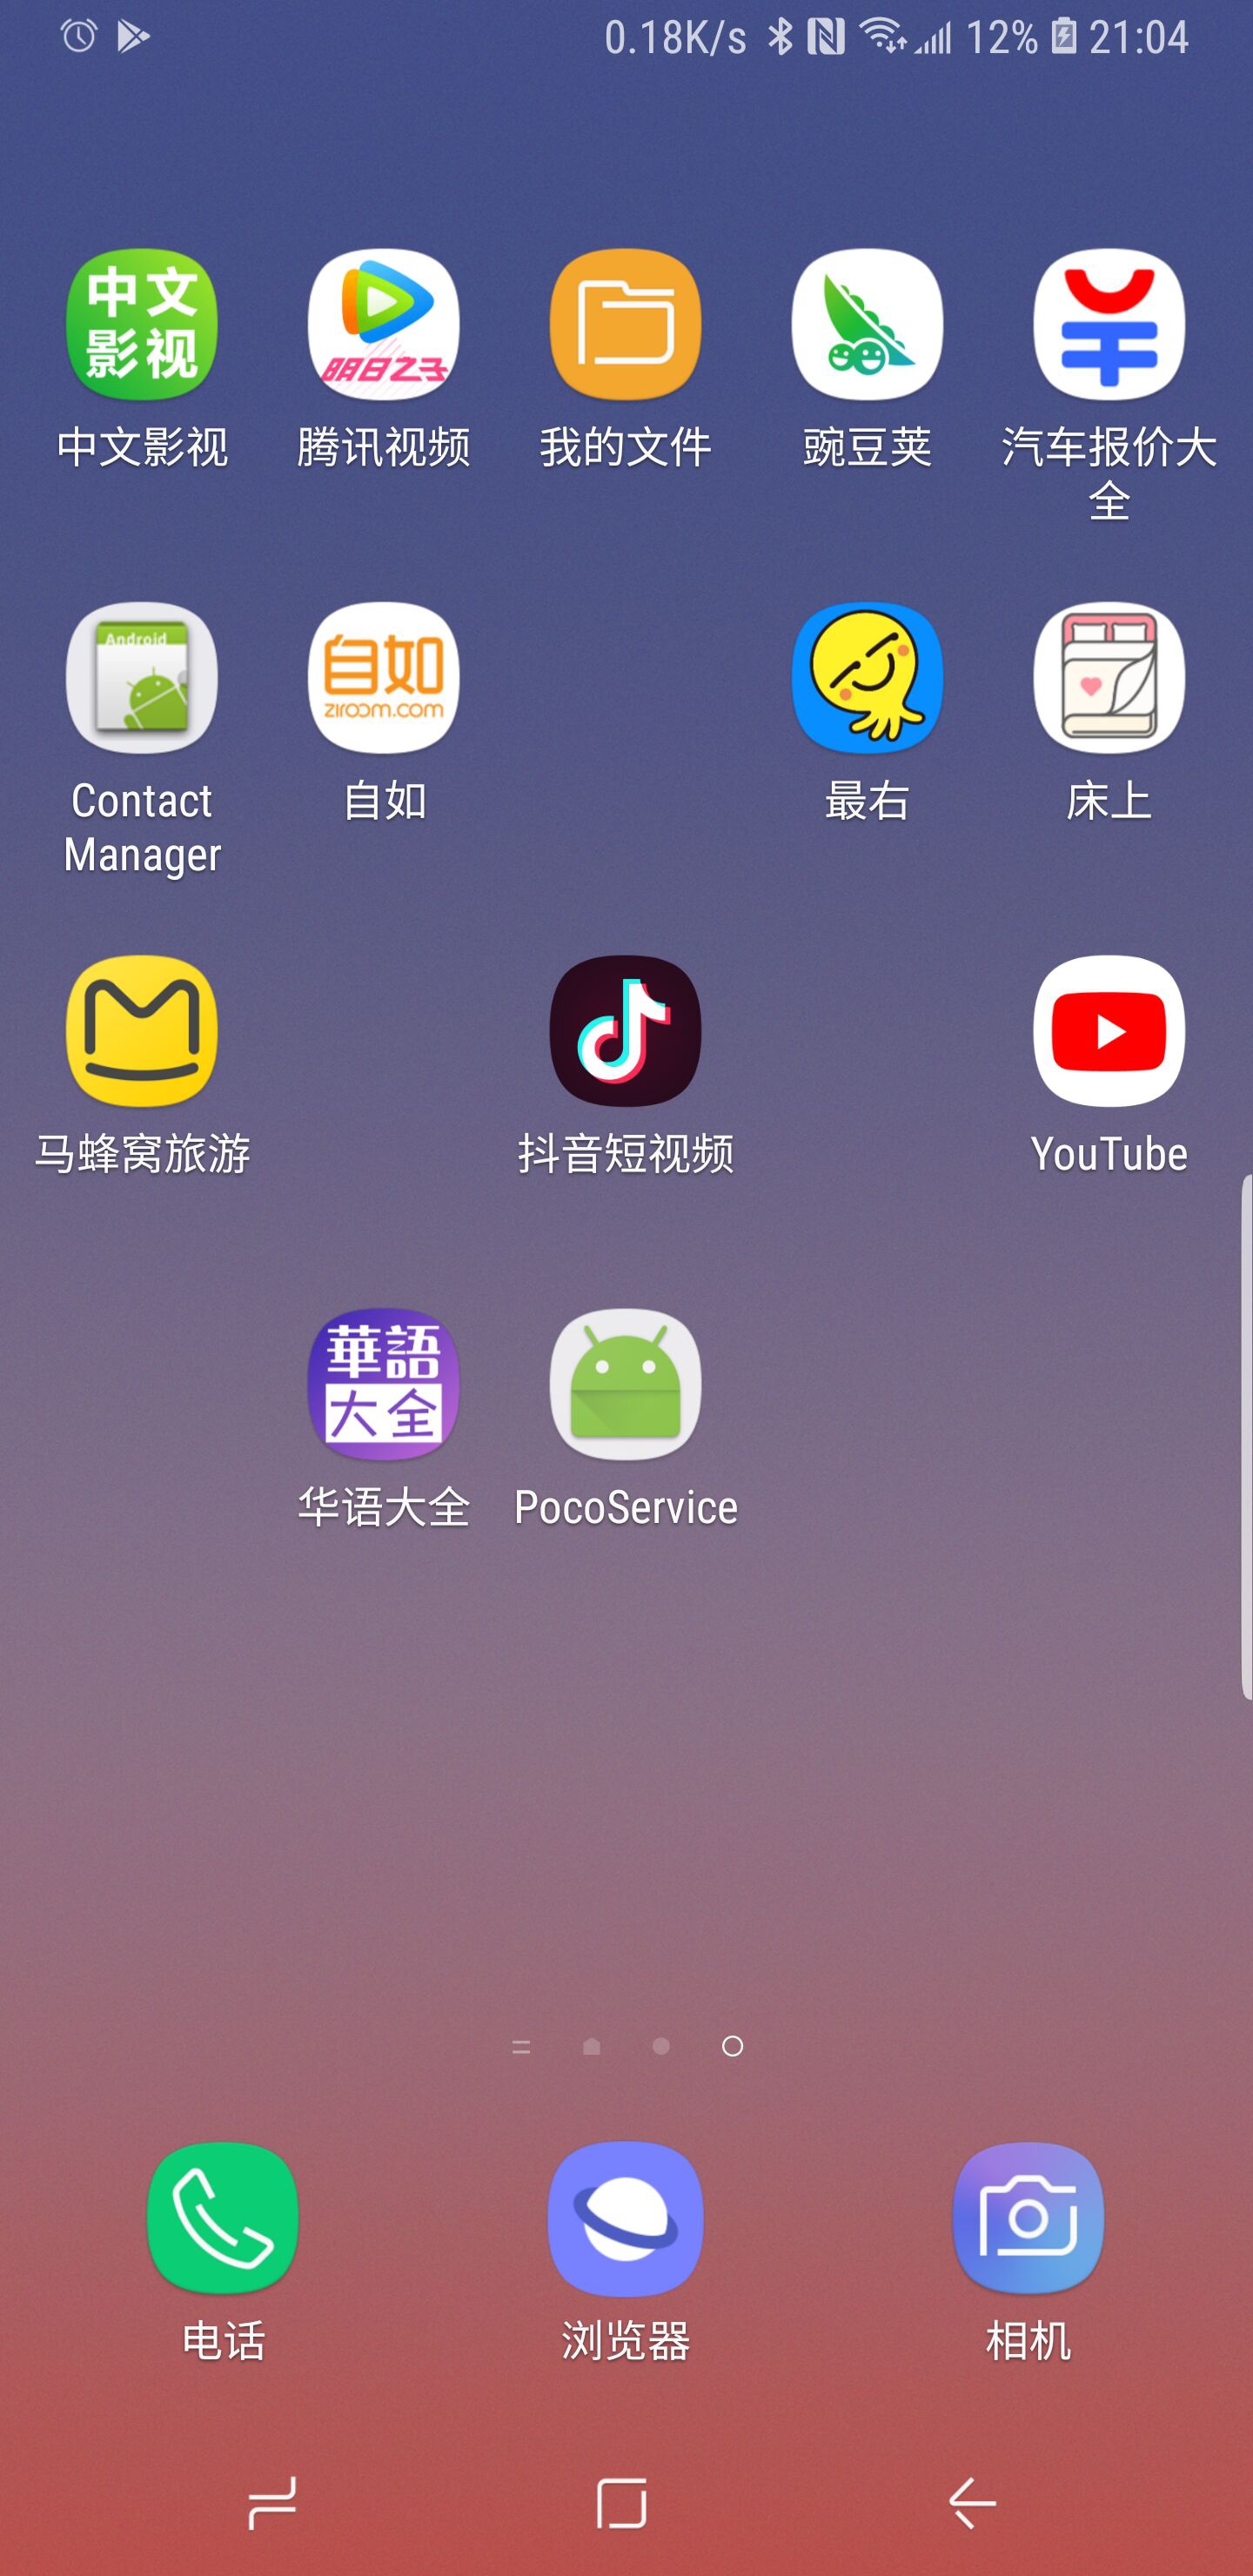 0.18K/s 12% 21:04
中文
影视
明日之子
中文影视 腾讯视频 我的文件 豌豆荚 汽车报价大
全
Android
自如
ziroom.com
Contact 自如 最右 床上
Manager
马蜂窝旅游 抖音短视频 YouTube
華語
大全
华语大全 PocoService
电话 浏览器 相机